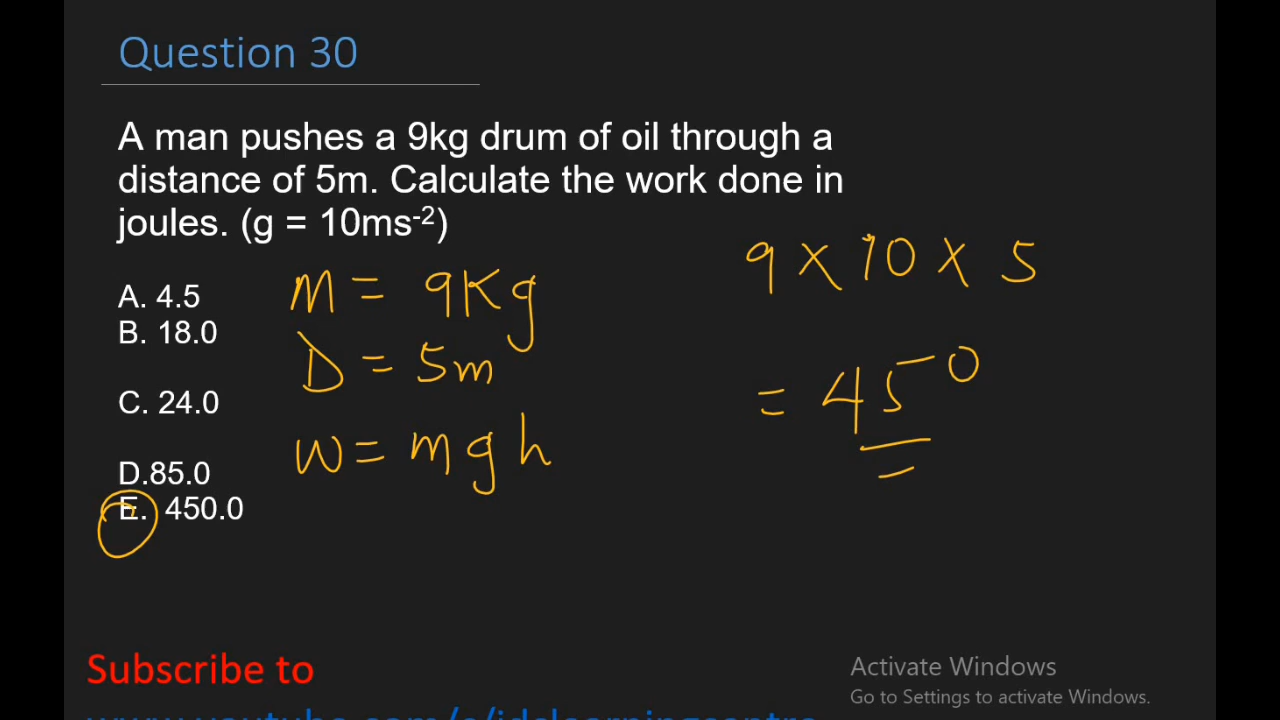 Question 30
A man pushes a 9kg drum of oil through a
distance of 5m. Calculate the work done in
joules. (g = 10ms-2)
A. 4.5
B. 18.0
C. 24.0
D.85.0
E. 450.0
M = 9Kg
D = 5m
W = mgh
9 X 10 X 5
= 450
Subscribe to
Activate Windows
Go to Settings to activate Windows.